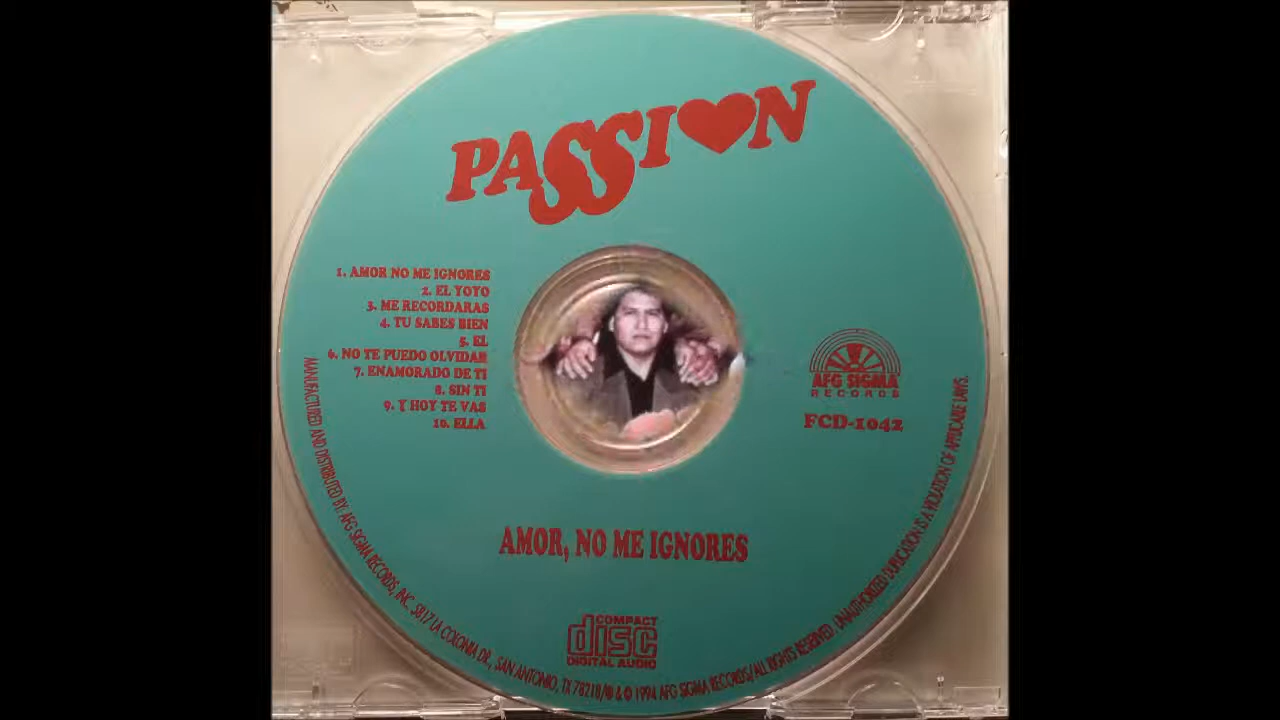 PASSION
1. AMOR NO ME IGNORES
2. EL YOYO
3. ME RECORDARAS
4. TU SABES BIEN
5. EL
6. NO TE PUEDO OLVIDAR
7. ENAMORADO DE TI
8. SIN TI
9. Y HOY TE VAS
10. ELLA
AFG SIGMA
RECORDS
FCD-1042
AMOR, NO ME IGNORES
COMPACT
disc
DIGITAL AUDIO
MANUFACTURED AND DISTRIBUTED BY: AFG SIGMA RECORDS, INC. 5817 LA COLONIA DR., SAN ANTONIO, TX 78218/℗ & © 1994 AFG SIGMA RECORDS/ALL RIGHTS RESERVED. UNAUTHORIZED DUPLICATION IS A VIOLATION OF APPLICABLE LAWS.